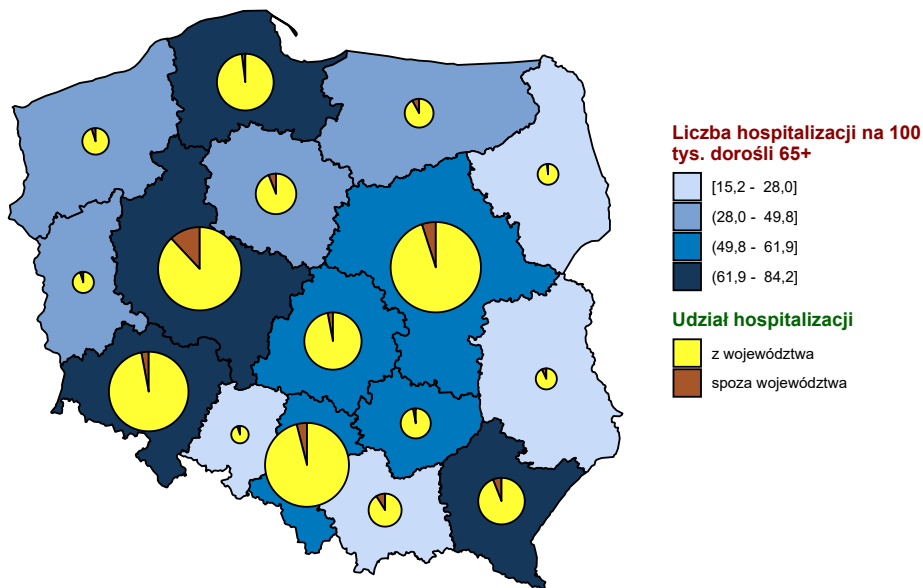 Liczba hospitalizacji na 100
tys. dorośli 65+
[15,2 - 28,0]
(28,0 - 49,8]
(49,8 - 61,9]
(61,9 - 84,2]
Udział hospitalizacji
z województwa
spoza województwa